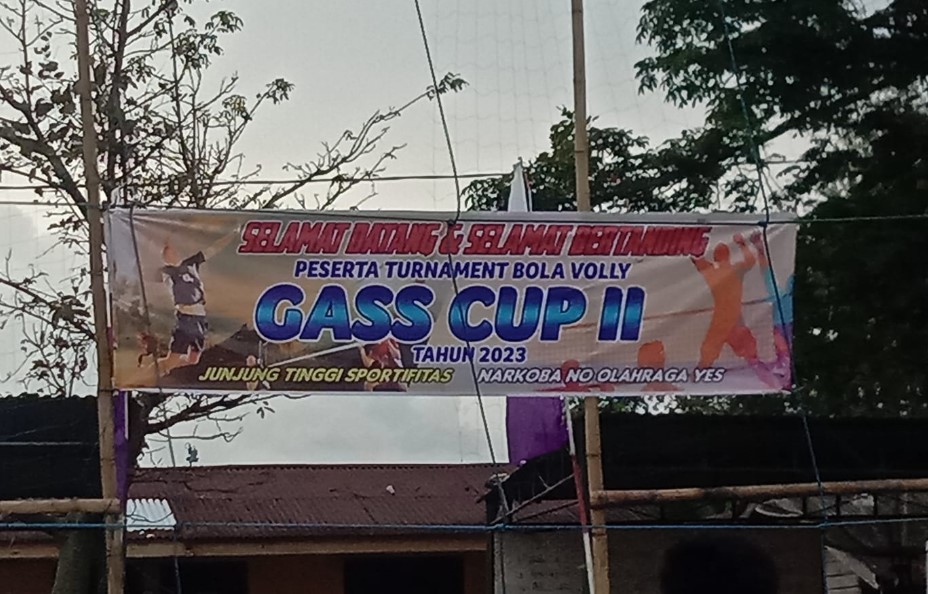 SELAMAT DATANG & SELAMAT BERTANDING
PESERTA TURNAMENT BOLA VOLLY
GASS CUP II
TAHUN 2023
JUNJUNG TINGGI SPORTIFITAS NARKOBA NO OLAHRAGA YES